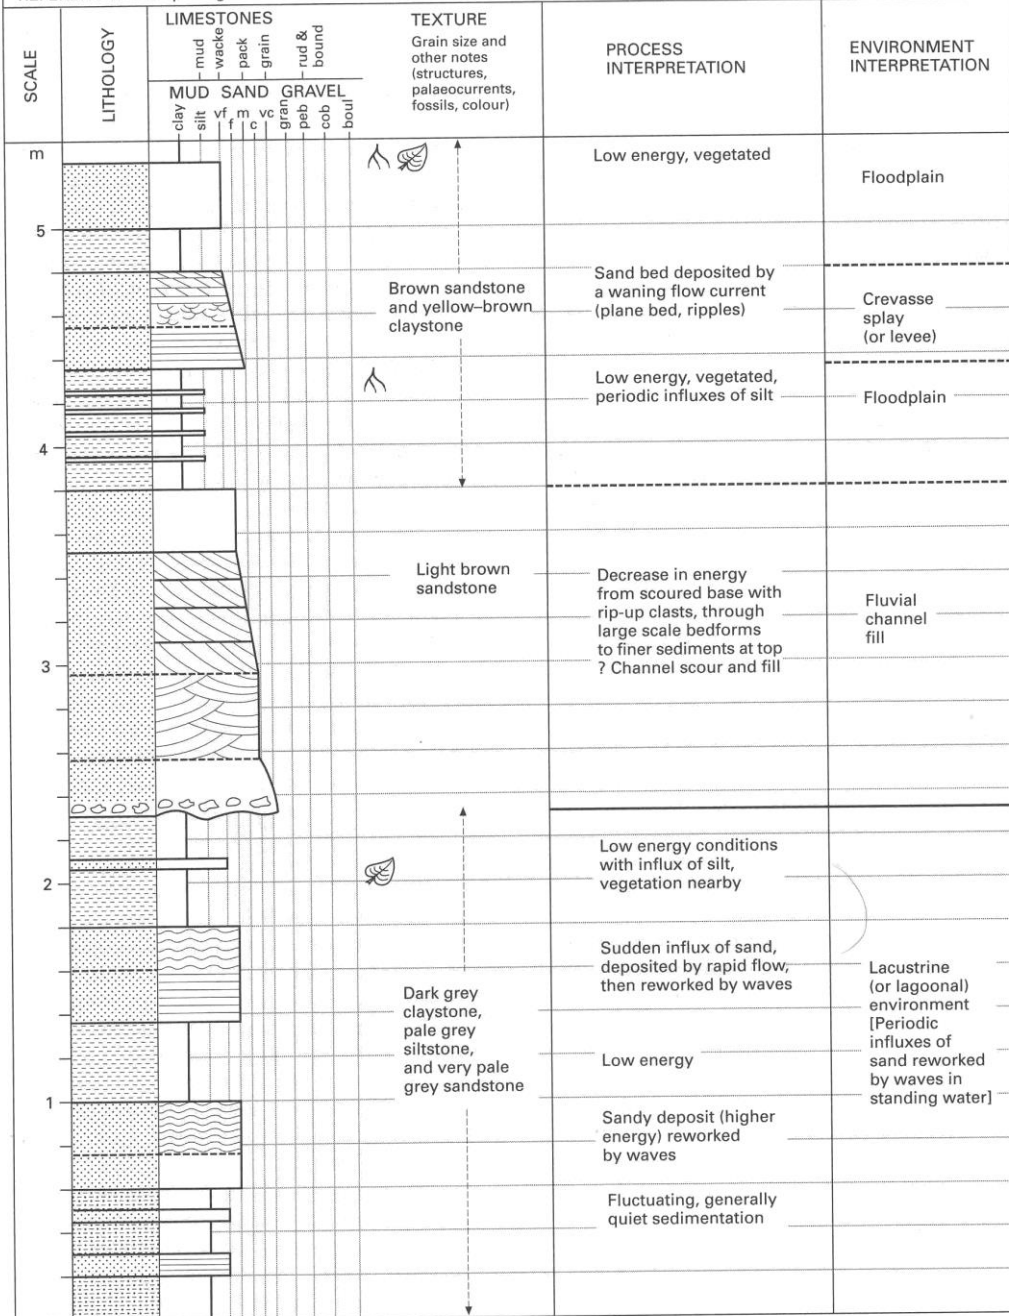 SCALE
LITHOLOGY
LIMESTONES
mud
wacke
pack
grain
rud &
bound
MUD SAND GRAVEL
clay
silt
vf
f
m
c
vc
gran
peb
cob
boul
TEXTURE
Grain size and
other notes
(structures,
palaeocurrents,
fossils, colour)
PROCESS
INTERPRETATION
ENVIRONMENT
INTERPRETATION
m
5
4
3
2
1
Brown sandstone
and yellow–brown
claystone
Light brown
sandstone
Dark grey
claystone,
pale grey
siltstone,
and very pale
grey sandstone
Low energy, vegetated
Sand bed deposited by
a waning flow current
(plane bed, ripples)
Low energy, vegetated,
periodic influxes of silt
Decrease in energy
from scoured base with
rip-up clasts, through
large scale bedforms
to finer sediments at top
? Channel scour and fill
Low energy conditions
with influx of silt,
vegetation nearby
Sudden influx of sand,
deposited by rapid flow,
then reworked by waves
Low energy
Sandy deposit (higher
energy) reworked
by waves
Fluctuating, generally
quiet sedimentation
Floodplain
Crevasse
splay
(or levee)
Floodplain
Fluvial
channel
fill
Lacustrine
(or lagoonal)
environment
[Periodic
influxes of
sand reworked
by waves in
standing water]